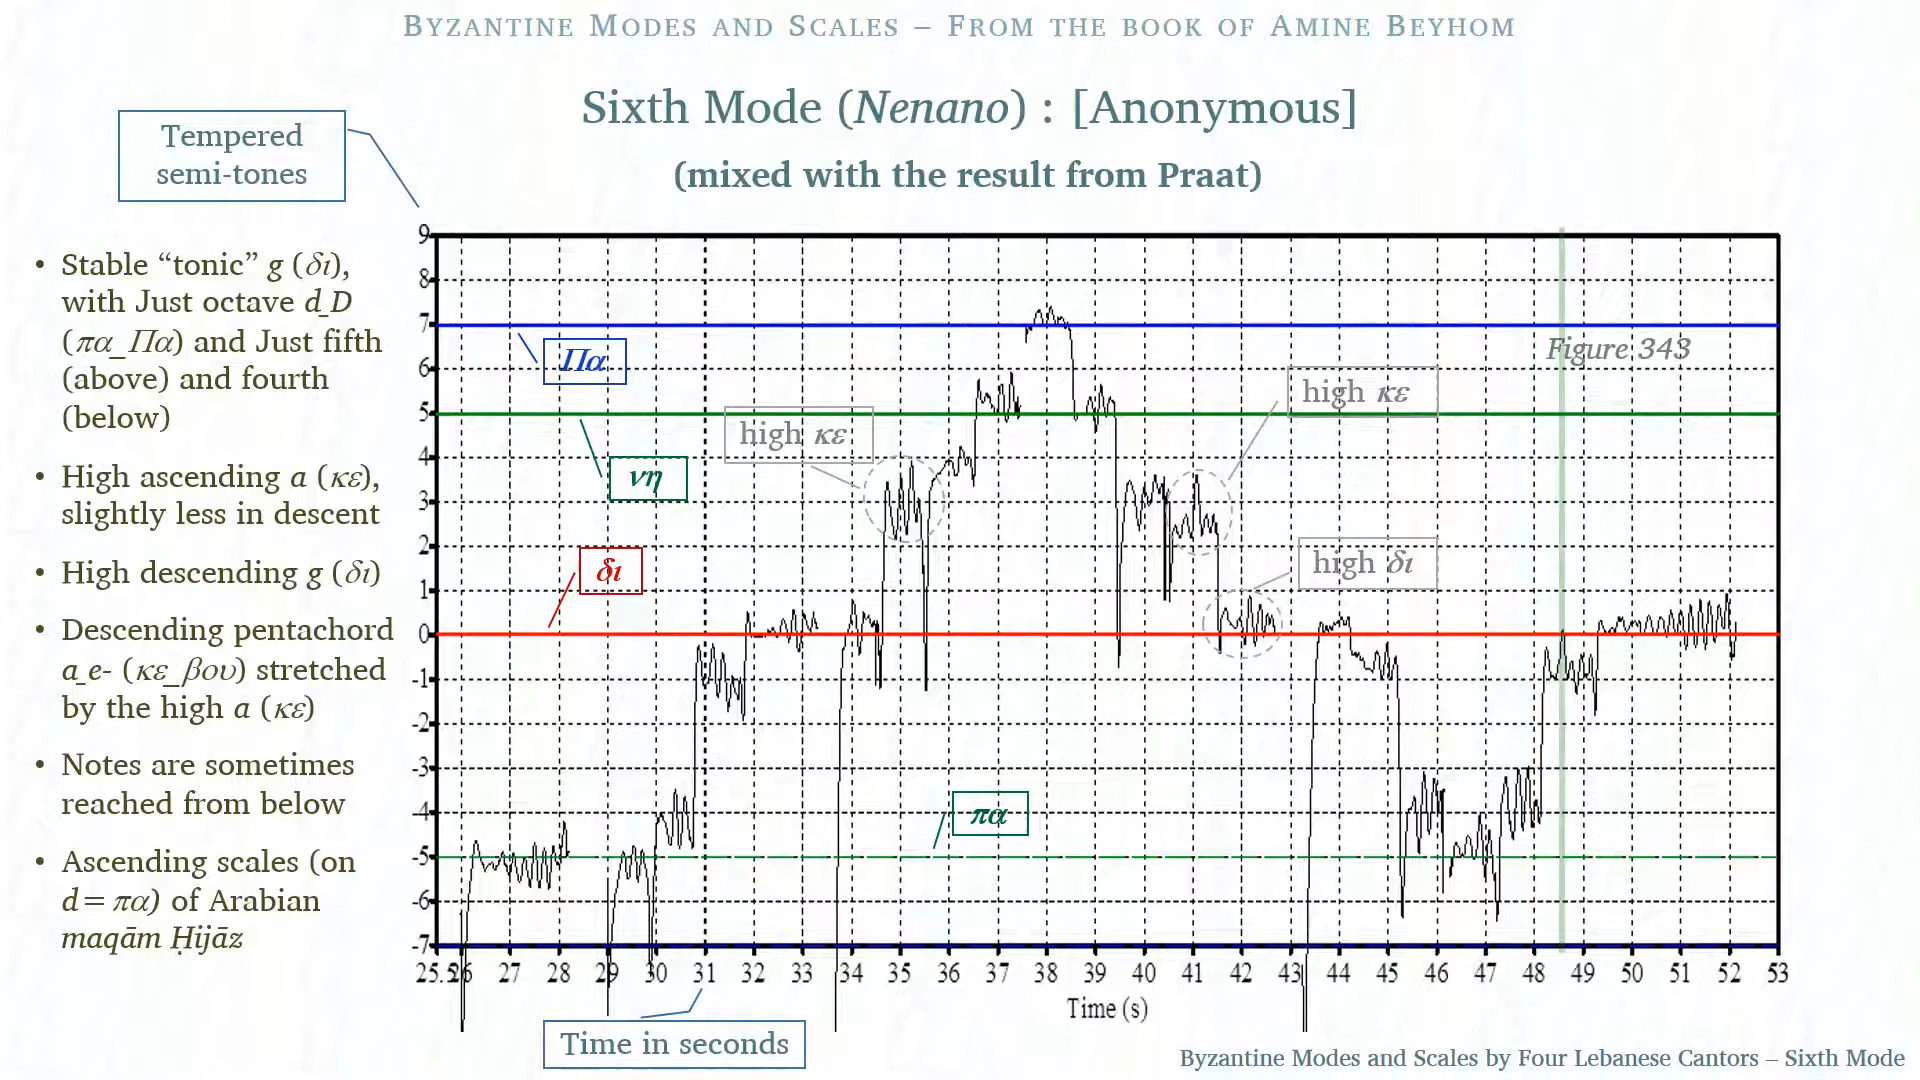 BYZANTINE MODES AND SCALES – FROM THE BOOK OF AMINE BEYHOM
Sixth Mode (Nenano) : [Anonymous]
(mixed with the result from Praat)
Tempered
semi-tones
• Stable “tonic” g (δι),
with Just octave d_D
(πα_Πα) and Just fifth
(above) and fourth
(below)
• High ascending a (κε),
slightly less in descent
• High descending g (δι)
• Descending pentachord
a_e- (κε_βου) stretched
by the high a (κε)
• Notes are sometimes
reached from below
• Ascending scales (on
d = πα) of Arabian
maqām Ḥijāz
9
8
7
6
5
4
3
2
1
0
-1
-2
-3
-4
-5
-6
-7
Πα
νη
δι
πα
high κε
high κε
high δι
Figure 343
25.5 26 27 28 29 30 31 32 33 34 35 36 37 38 39 40 41 42 43 44 45 46 47 48 49 50 51 52 53
Time (s)
Time in seconds
Byzantine Modes and Scales by Four Lebanese Cantors – Sixth Mode